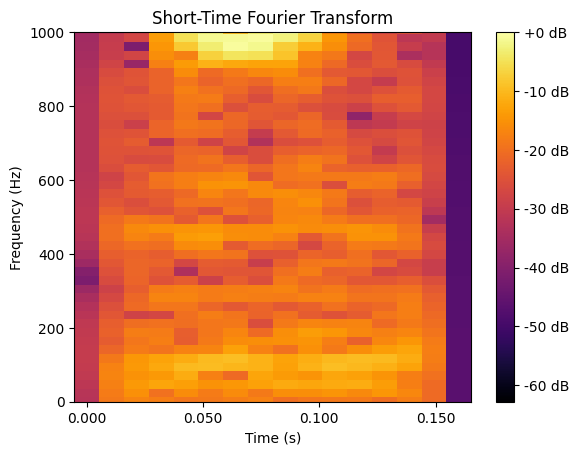 Short-Time Fourier Transform
1000
800
600
400
200
0
Frequency (Hz)
0.000
0.050
0.100
0.150
Time (s)
+0 dB
-10 dB
-20 dB
-30 dB
-40 dB
-50 dB
-60 dB